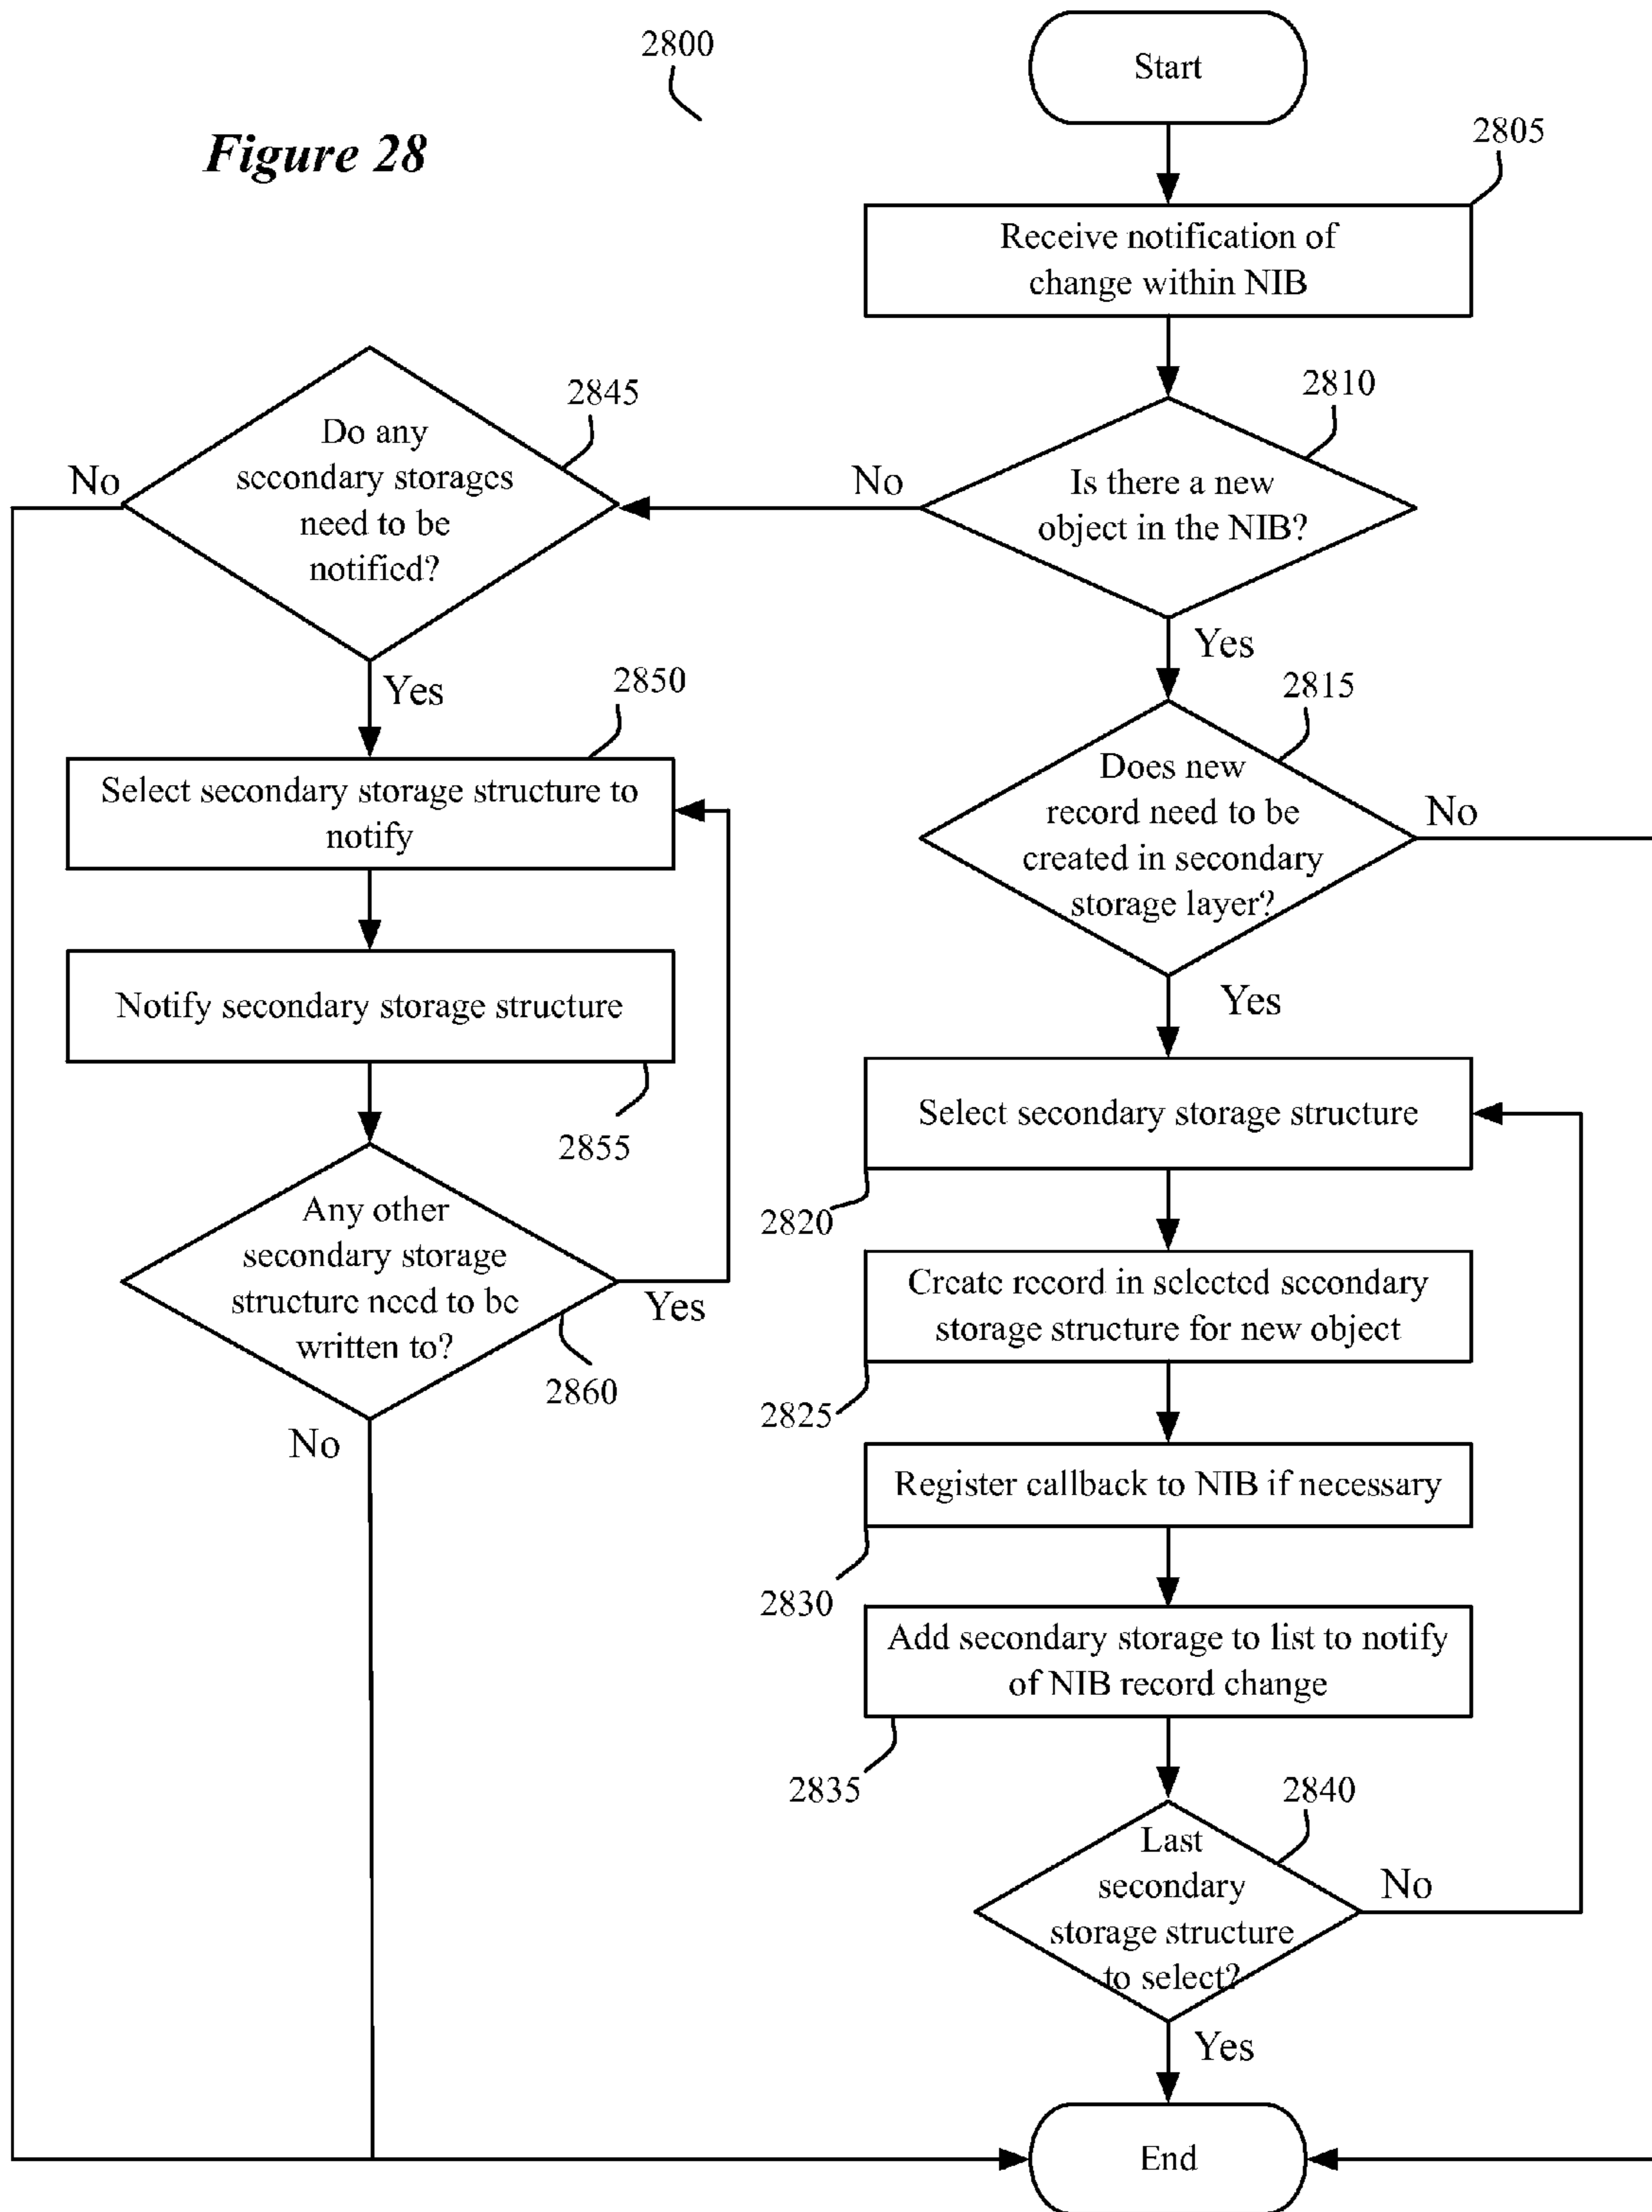 2800
Start
Figure 28
2805
Receive notification of
change within NIB
2810
Is there a new
object in the NIB?
No
Yes
2845
Do any
secondary storages
need to be
notified?
No
Yes
2815
Does new
record need to be
created in secondary
storage layer?
No
Yes
2850
Select secondary storage structure to
notify
Notify secondary storage structure
2855
Any other
secondary storage
structure need to be
written to?
Yes
2860
No
Select secondary storage structure
2820
Create record in selected secondary
storage structure for new object
2825
Register callback to NIB if necessary
2830
Add secondary storage to list to notify
of NIB record change
2835
2840
Last
secondary
storage structure
to select?
No
Yes
End